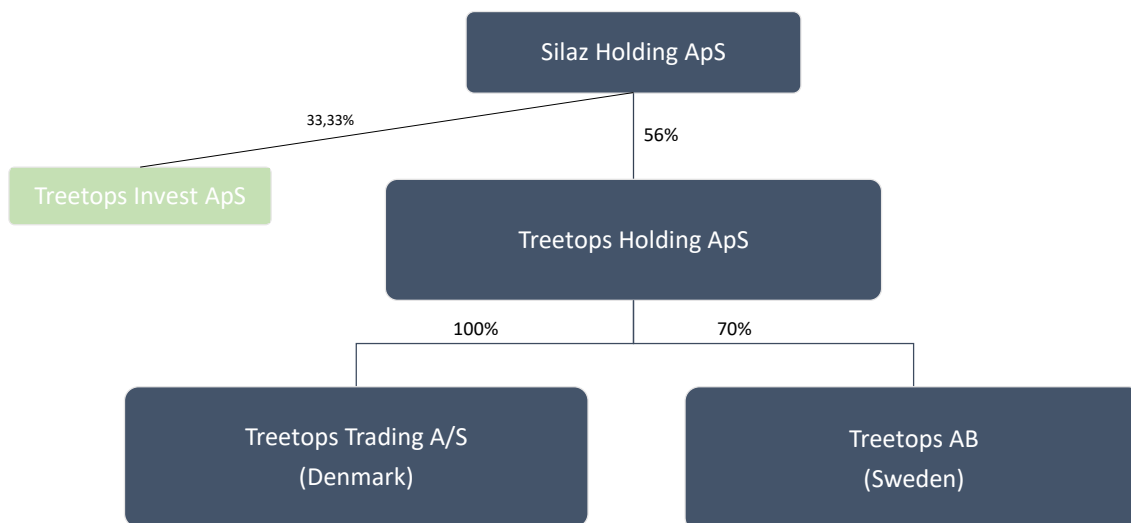 Silaz Holding ApS
33,33%
56%
Treetops Invest ApS
Treetops Holding ApS
100%
70%
Treetops Trading A/S
(Denmark)
Treetops AB
(Sweden)